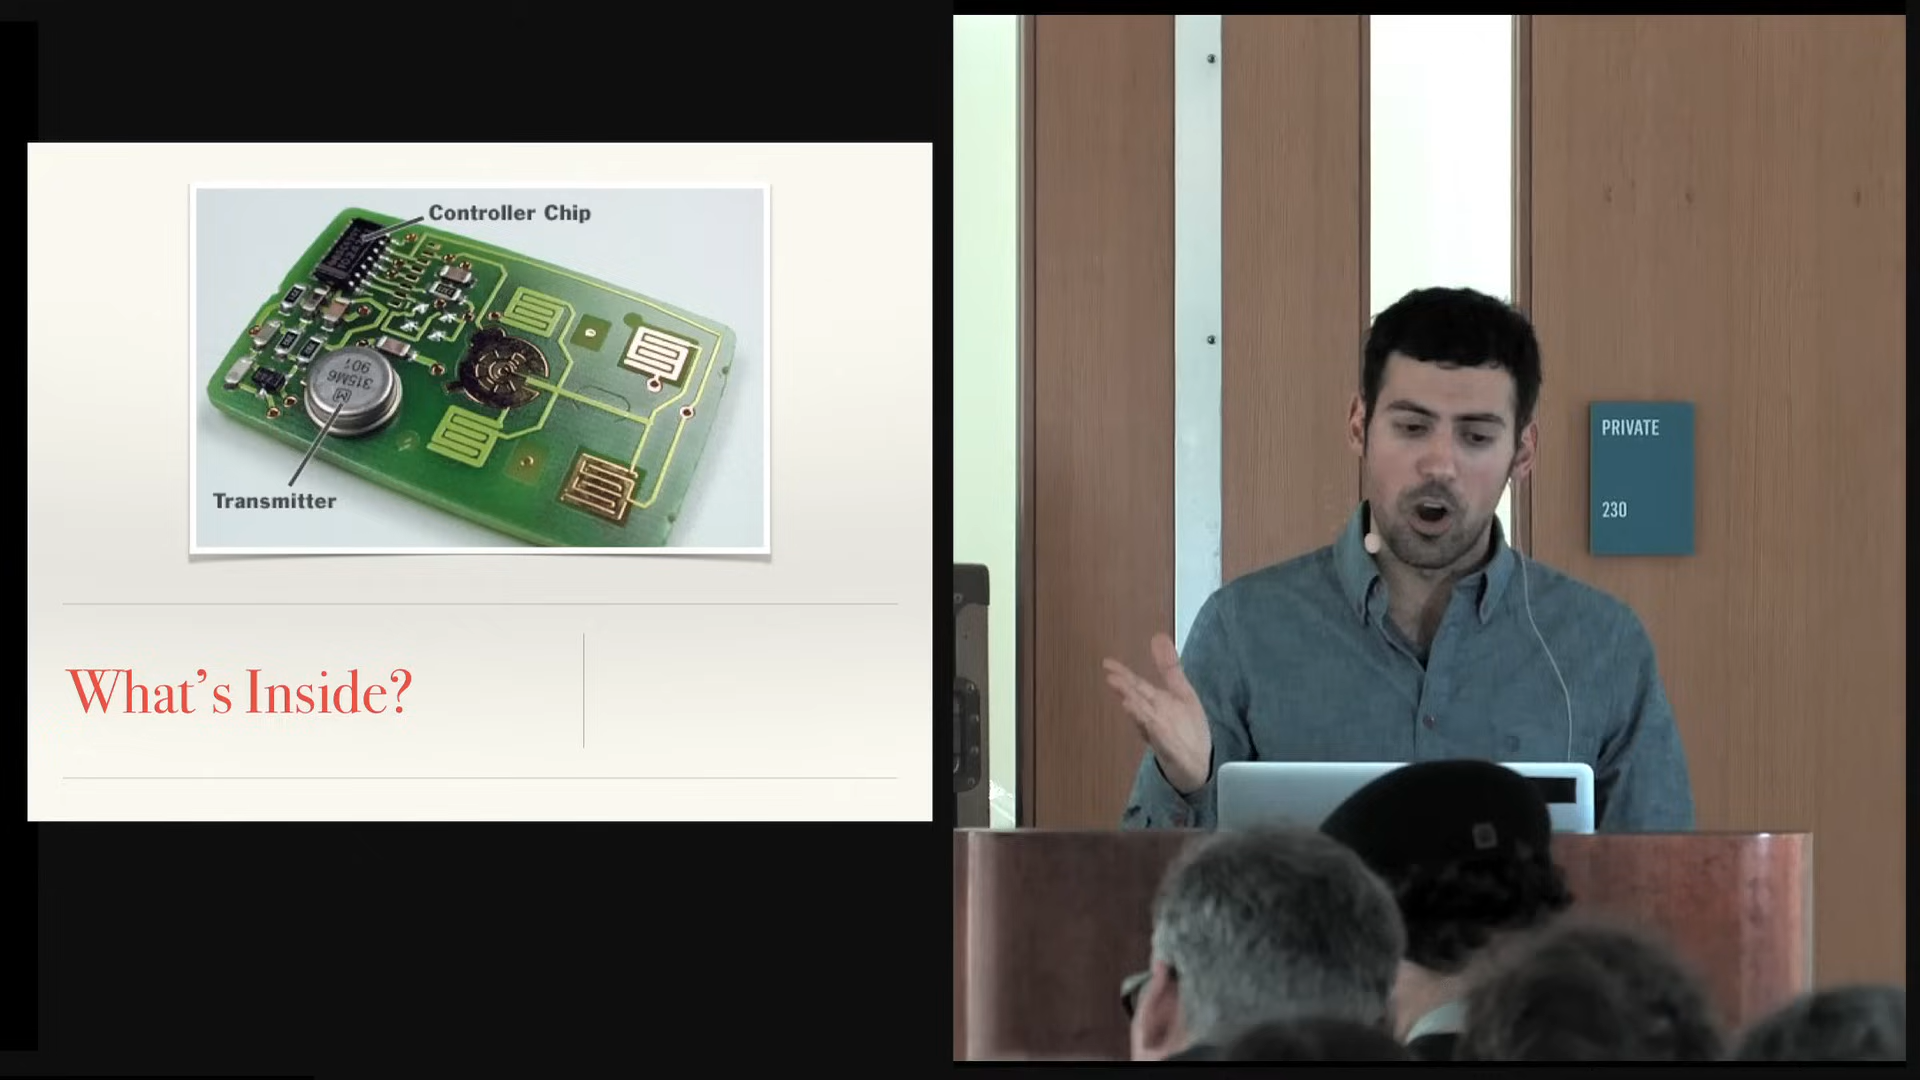 Controller Chip
315M6
901
Transmitter
What's Inside?
PRIVATE
230